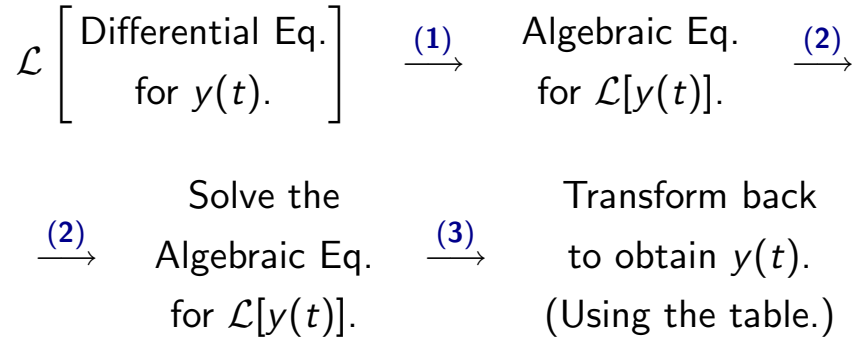 ℒ [ Differential Eq. for y(t). ] (1)⟶ Algebraic Eq. for ℒ[y(t)]. (2)⟶
(2)⟶ Solve the Algebraic Eq. for ℒ[y(t)]. (3)⟶ Transform back to obtain y(t). (Using the table.)